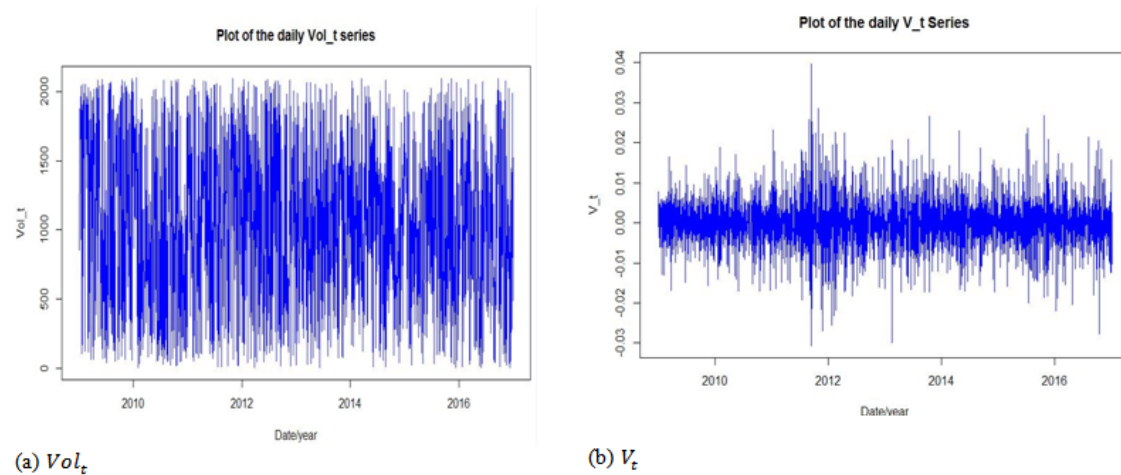 Plot of the daily Vol_t series
Vol_t
2000
1500
1000
500
0
2010 2012 2014 2016
Date/year
(a) Vol_t
Plot of the daily V_t Series
V_t
0.04
0.03
0.02
0.01
0.00
-0.01
-0.02
-0.03
2010 2012 2014 2016
Date/year
(b) V_t